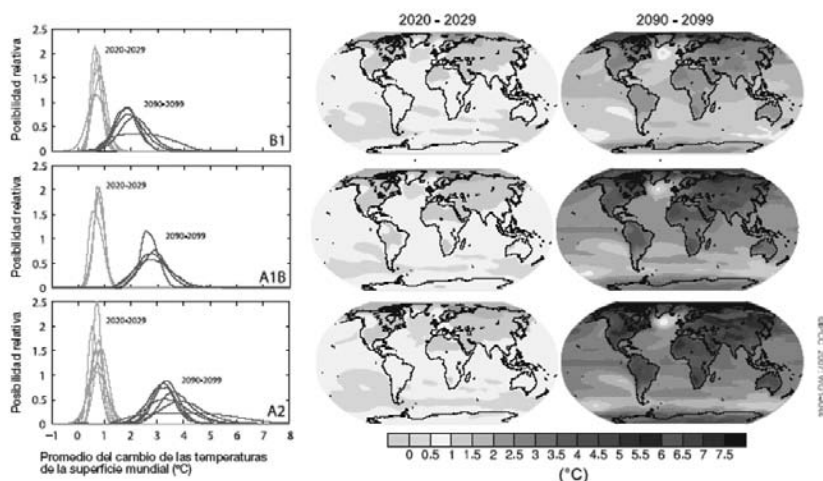 2020 - 2029
2090 - 2099
Posibilidad relativa
2.5
2
1.5
1
0.5
0
2020-2029
2090-2099
B1
Posibilidad relativa
2.5
2
1.5
1
0.5
0
2020-2029
2090-2099
A1B
Posibilidad relativa
2.5
2
1.5
1
0.5
0
2020-2029
2090-2099
A2
−1 0 1 2 3 4 5 6 7 8
Promedio del cambio de las temperaturas
de la superficie mundial (ºC)
0 0.5 1 1.5 2 2.5 3 3.5 4 4.5 5 5.5 6 6.5 7 7.5
(°C)